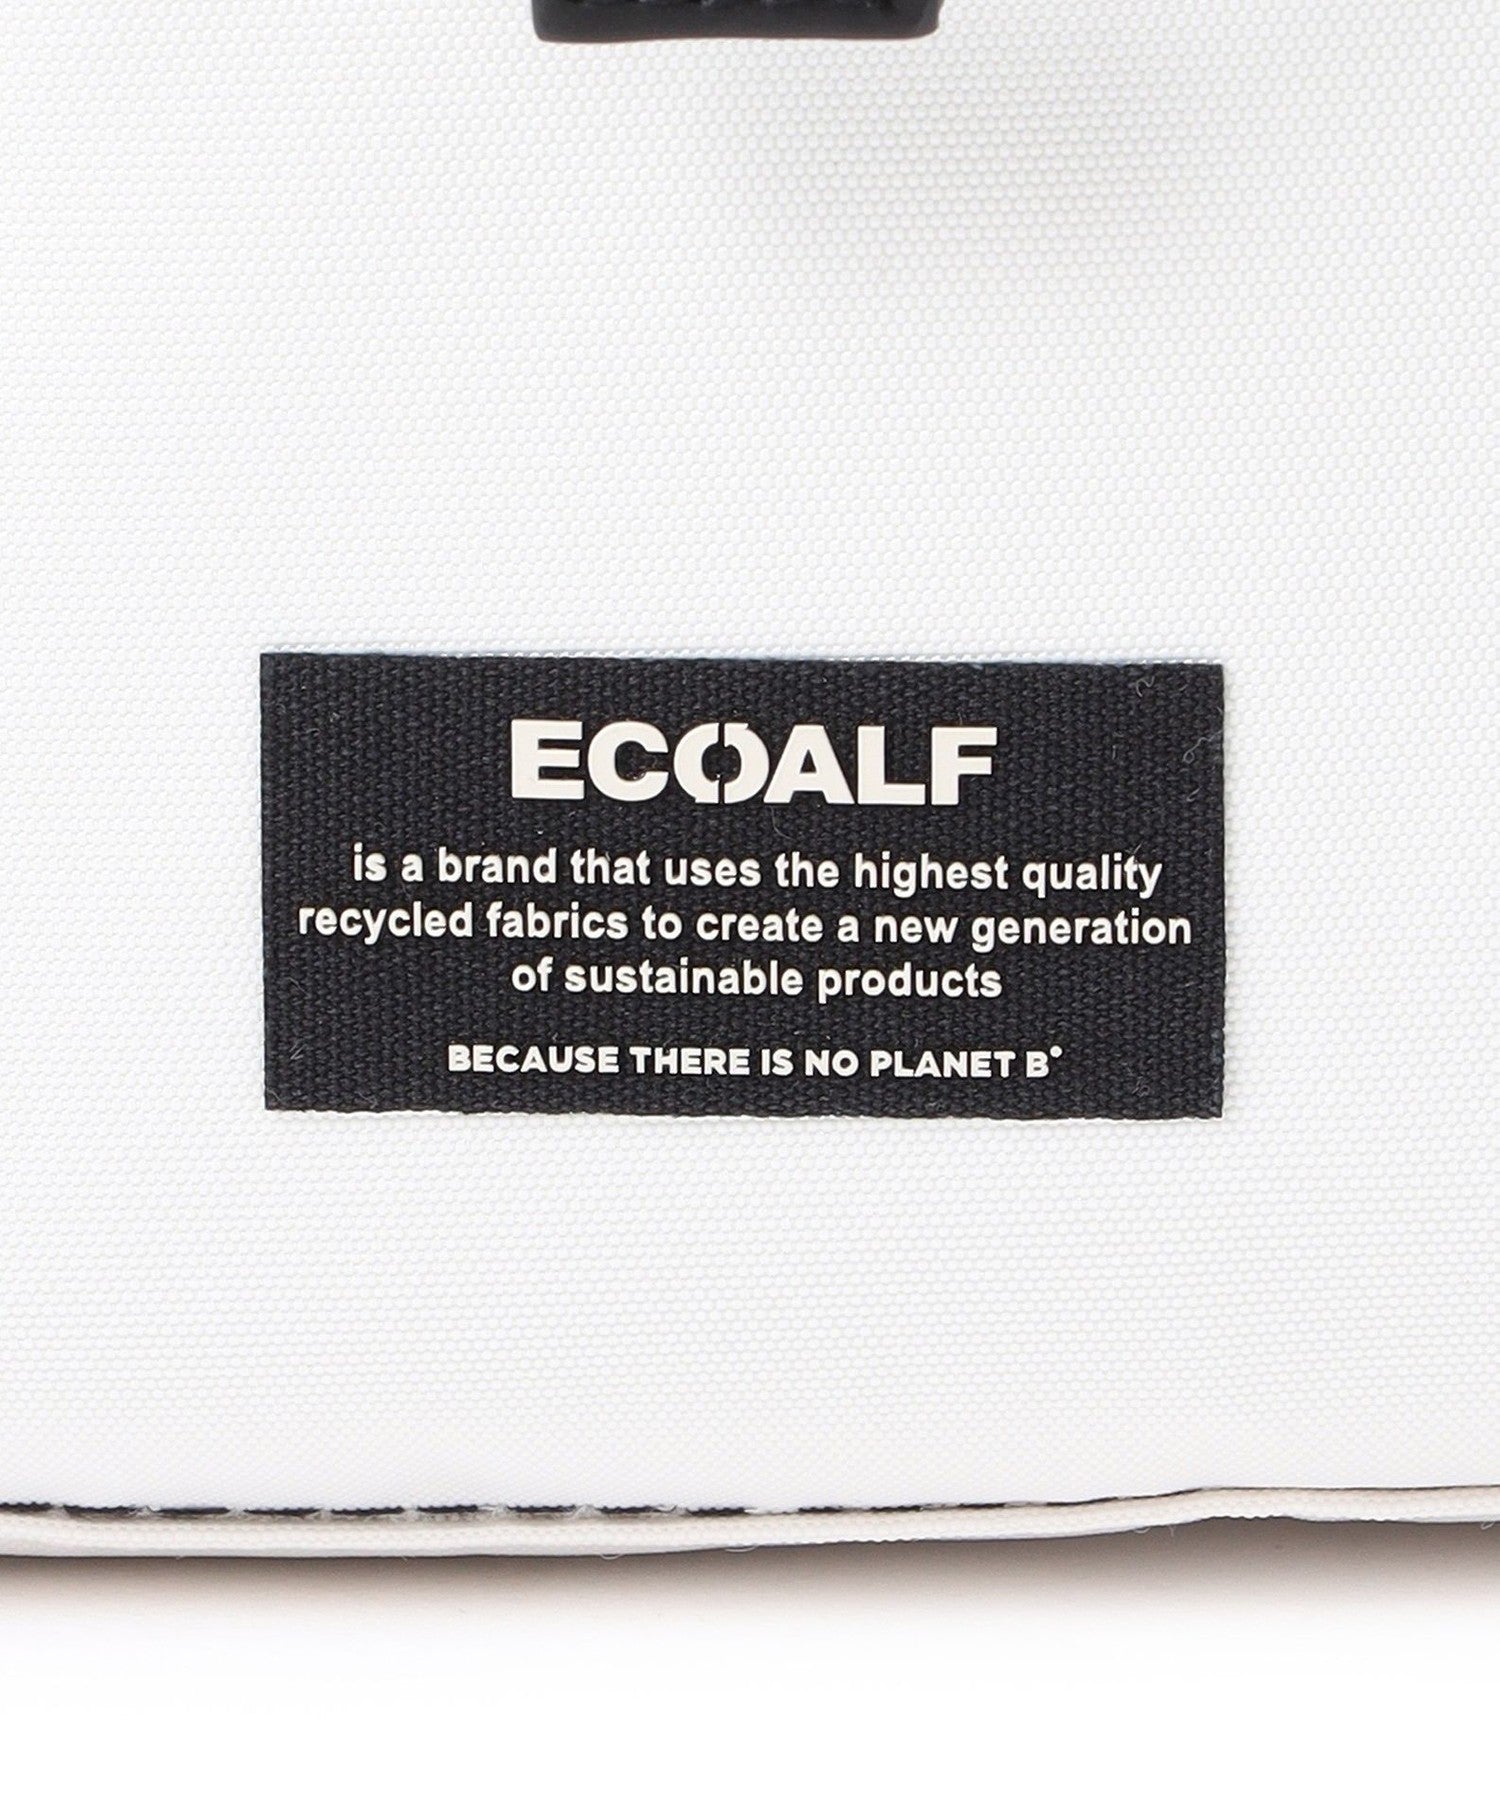 ECOALF
is a brand that uses the highest quality
recycled fabrics to create a new generation
of sustainable products
BECAUSE THERE IS NO PLANET B°